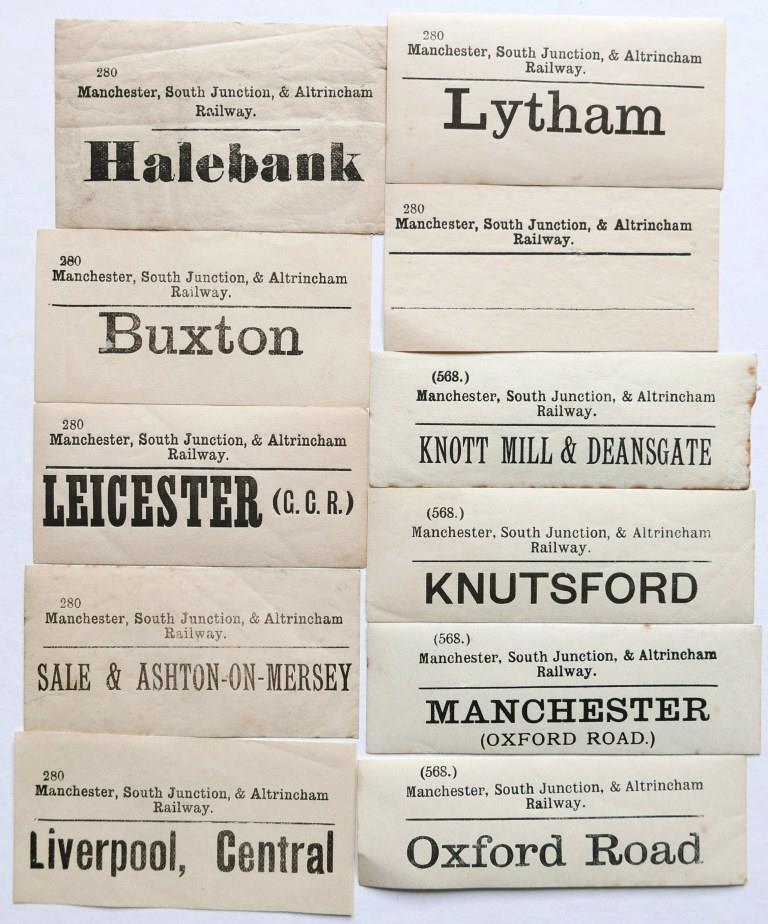 280
Manchester, South Junction, & Altrincham
Railway.
Halebank
280
Manchester, South Junction, & Altrincham
Railway.
Buxton
280
Manchester, South Junction, & Altrincham
Railway.
LEICESTER (G. C. R.)
280
Manchester, South Junction, & Altrincham
Railway.
SALE & ASHTON-ON-MERSEY
280
Manchester, South Junction, & Altrincham
Railway.
Liverpool, Central
280
Manchester, South Junction, & Altrincham
Railway.
Lytham
280
Manchester, South Junction, & Altrincham
Railway.
(568.)
Manchester, South Junction, & Altrincham
Railway.
KNOTT MILL & DEANSGATE
(568.)
Manchester, South Junction, & Altrincham
Railway.
KNUTSFORD
(568.)
Manchester, South Junction, & Altrincham
Railway.
MANCHESTER
(OXFORD ROAD.)
(568.)
Manchester, South Junction, & Altrincham
Railway.
Oxford Road